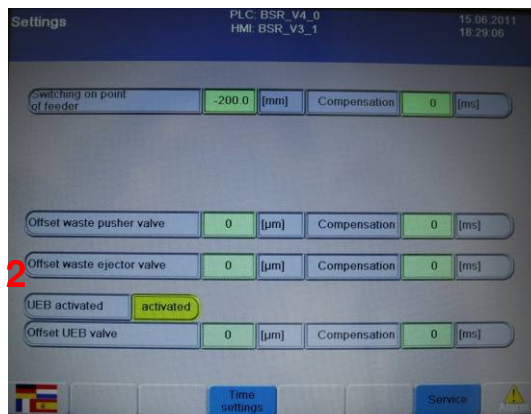 Settings
PLC: BSR_V4_0
HMI: BSR_V3_1
15.06.2011
18:29:06
Switching on point
of feeder
-200.0 [mm] Compensation 0 [ms]
Offset waste pusher valve 0 [µm] Compensation 0 [ms]
2
Offset waste ejector valve 0 [µm] Compensation 0 [ms]
UEB activated activated
Offset UEB valve 0 [µm] Compensation 0 [ms]
Time
settings
Service